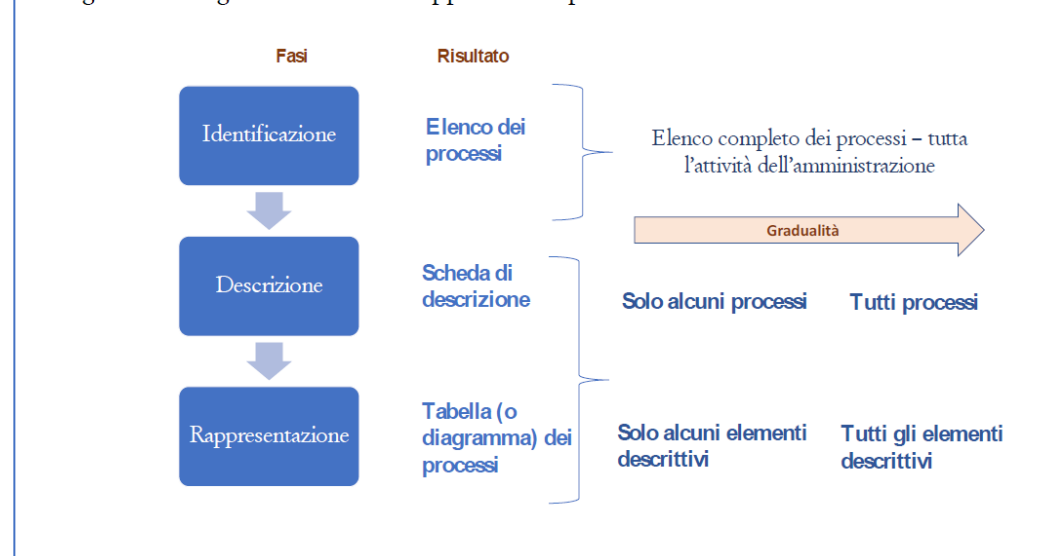 Fasi
Risultato
Identificazione
Elenco dei
processi
Elenco completo dei processi – tutta
l'attività dell'amministrazione
Gradualità
Descrizione
Scheda di
descrizione
Solo alcuni processi
Tutti processi
Rappresentazione
Tabella (o
diagramma) dei
processi
Solo alcuni elementi
descrittivi
Tutti gli elementi
descrittivi